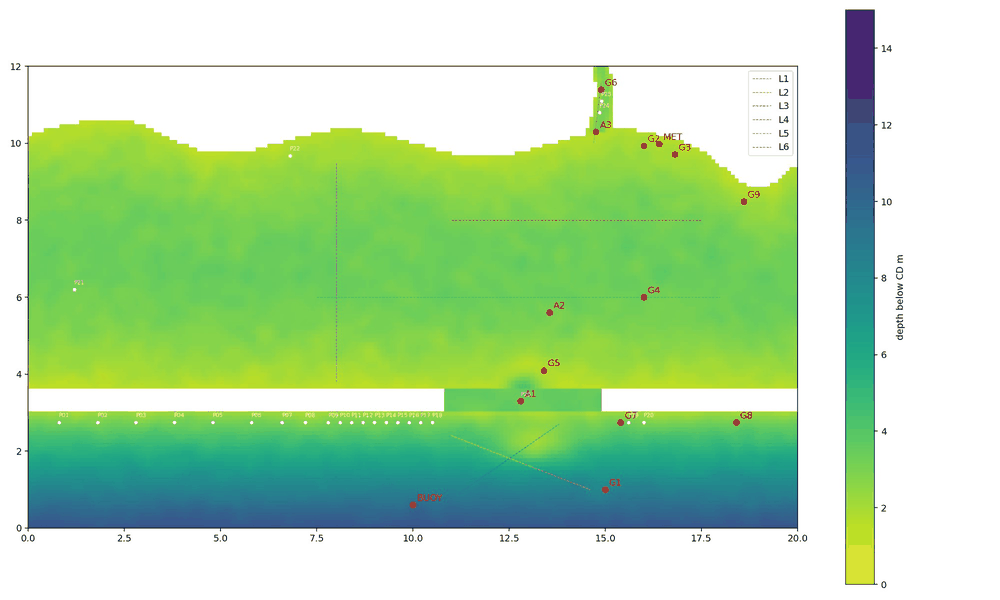 14
12
10
8
6
4
2
0
depth below CD m
12
10
8
6
4
2
0
0.0 2.5 5.0 7.5 10.0 12.5 15.0 17.5 20.0
L1
L2
L3
L4
L5
L6
G6
A3
G2 MET
G3
G9
G4
A2
G5
A1
G7
G8
P01 P02 P03 P04 P05 P06 P07 P08 P09 P10 P11 P12 P13 P14 P15 P16 P17 P18
P20
P21